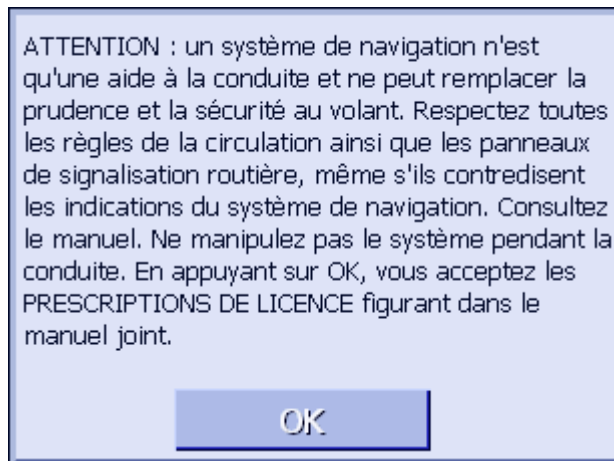 ATTENTION : un système de navigation n'est
qu'une aide à la conduite et ne peut remplacer la
prudence et la sécurité au volant. Respectez toutes
les règles de la circulation ainsi que les panneaux
de signalisation routière, même s'ils contredisent
les indications du système de navigation. Consultez
le manuel. Ne manipulez pas le système pendant la
conduite. En appuyant sur OK, vous acceptez les
PRESCRIPTIONS DE LICENCE figurant dans le
manuel joint.
OK